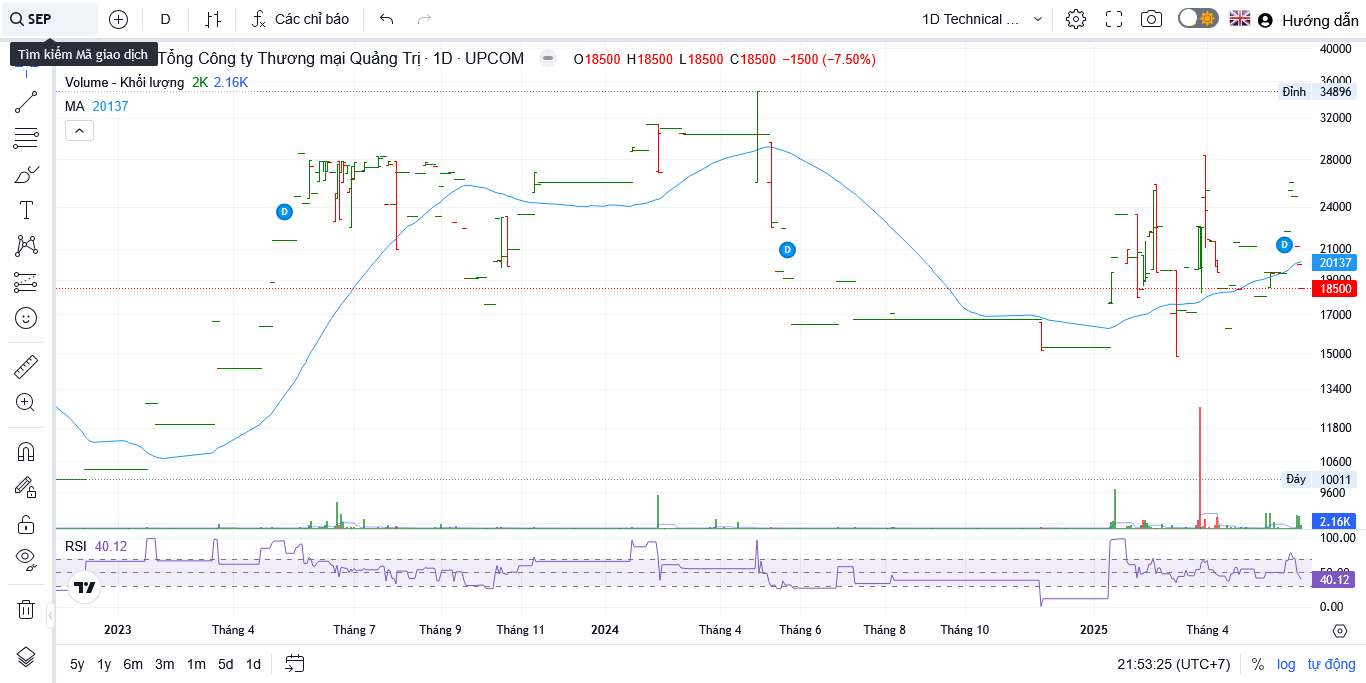 SEP
D
Các chỉ báo
1D Technical ...
Hướng dẫn
Tìm kiếm Mã giao dịch
Tổng Công ty Thương mại Quảng Trị · 1D · UPCOM
O18500 H18500 L18500 C18500 −1500 (−7.50%)
Volume - Khối lượng 2K 2.16K
MA 20137
40000
36000
Đỉnh 34896
32000
28000
24000
21000
20137
19000
18500
17000
15000
13400
11800
10600
Đáy 10011
9600
2.16K
D
D
D
RSI 40.12
100.00
50.00
40.12
0.00
2023
Tháng 4
Tháng 7
Tháng 9
Tháng 11
2024
Tháng 4
Tháng 6
Tháng 8
Tháng 10
2025
Tháng 4
5y 1y 6m 3m 1m 5d 1d
21:53:25 (UTC+7)
% log tự động